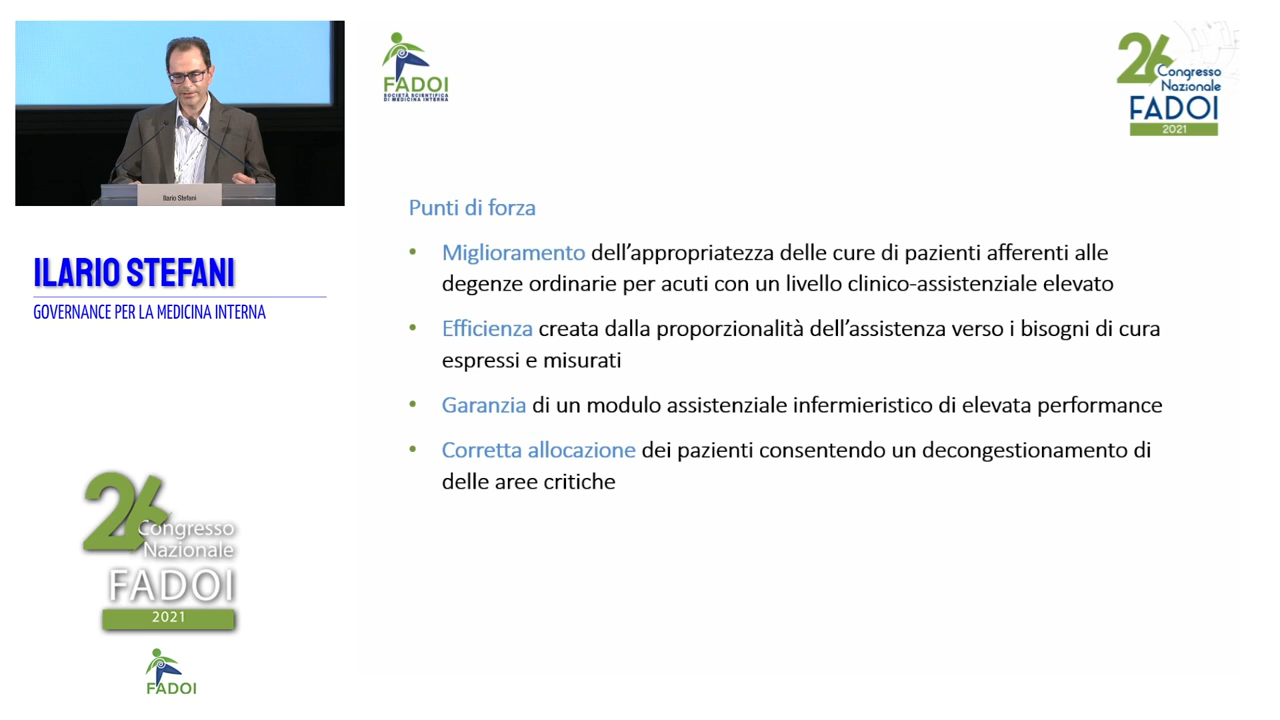 Ilario Stefani
ILARIO STEFANI
GOVERNANCE PER LA MEDICINA INTERNA
26
Congresso
Nazionale
FADOI
2021
FADOI
FADOI
SOCIETÀ SCIENTIFICA
DI MEDICINA INTERNA
26
Congresso
Nazionale
FADOI
2021
Punti di forza
• Miglioramento dell’appropriatezza delle cure di pazienti afferenti alle
degenze ordinarie per acuti con un livello clinico-assistenziale elevato
• Efficienza creata dalla proporzionalità dell’assistenza verso i bisogni di cura
espressi e misurati
• Garanzia di un modulo assistenziale infermieristico di elevata performance
• Corretta allocazione dei pazienti consentendo un decongestionamento di
delle aree critiche